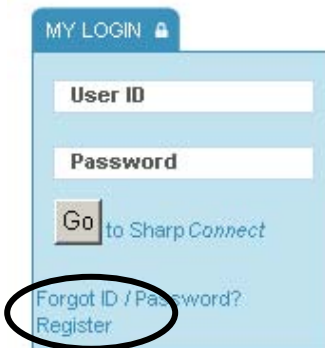 MY LOGIN
User ID
Password
Go to Sharp Connect
Forgot ID / Password?
Register